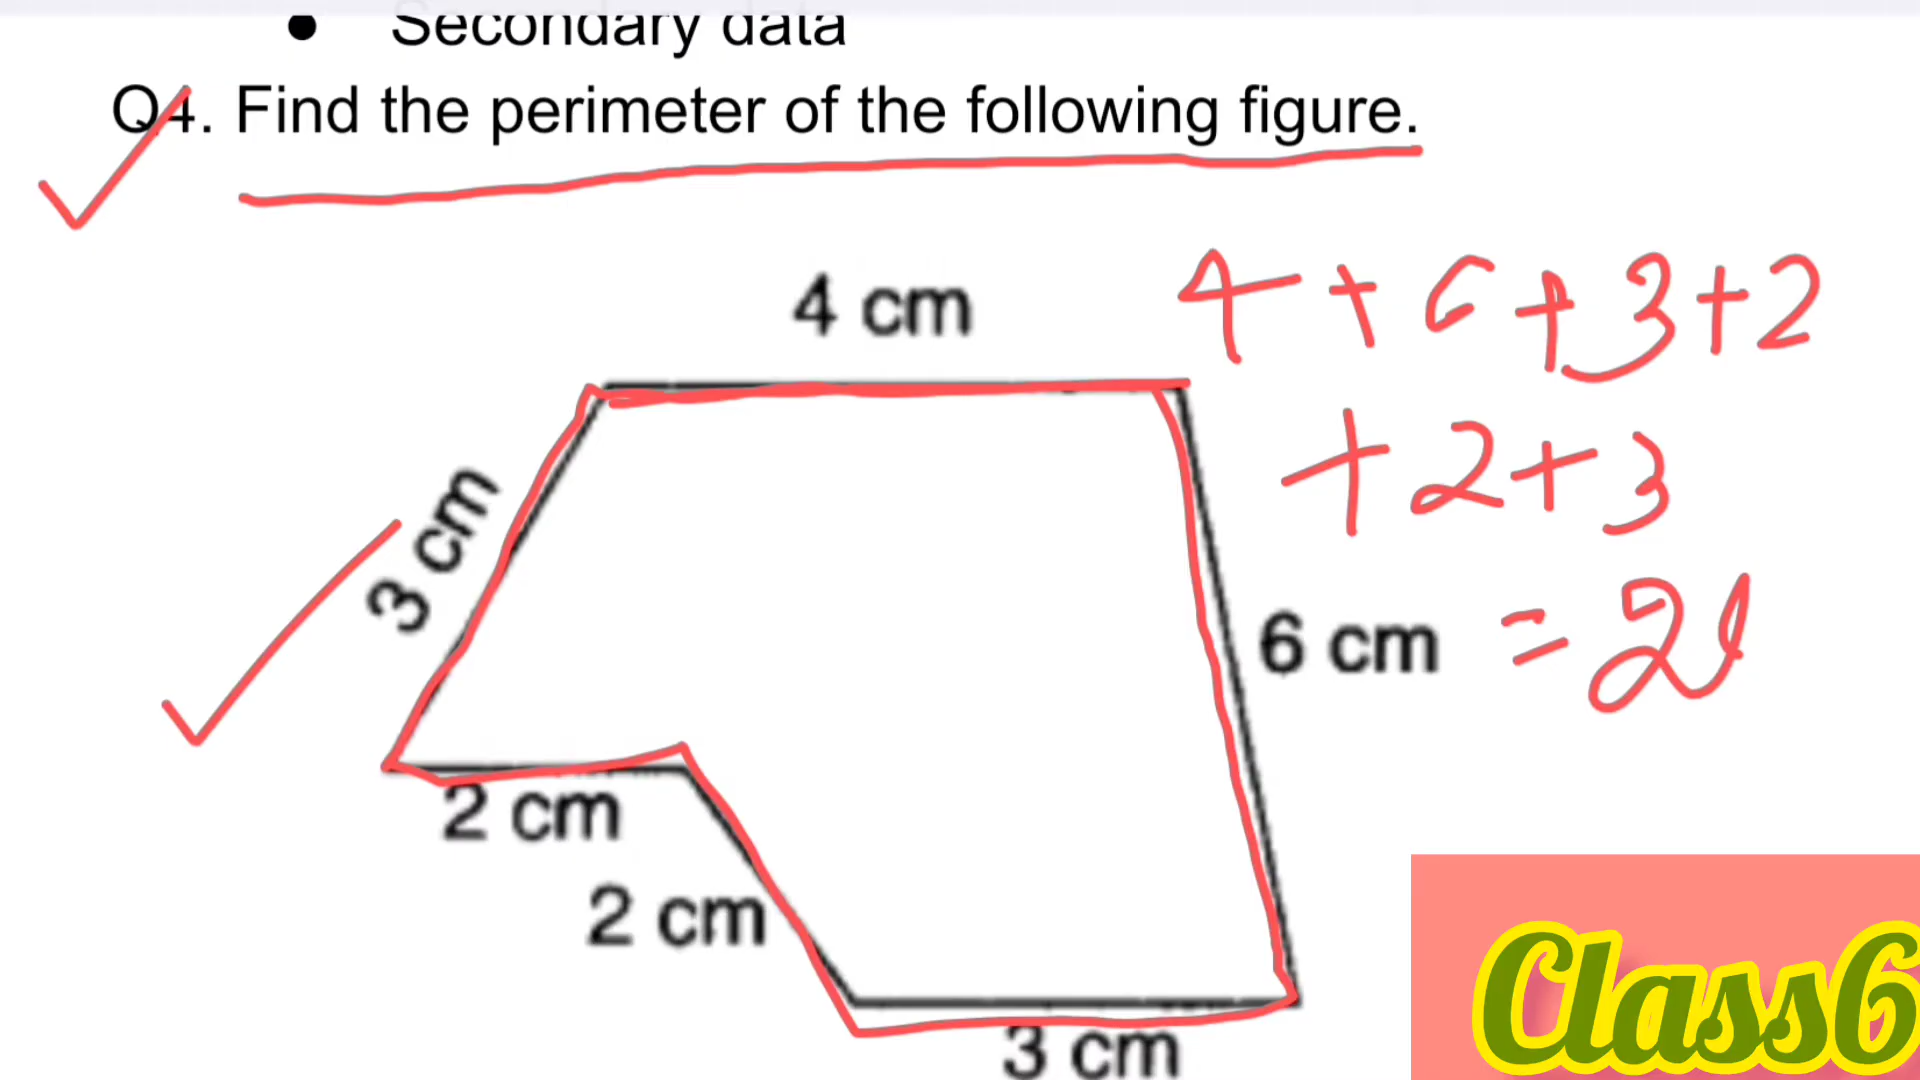 ● Secondary data
Q4. Find the perimeter of the following figure.
4 cm
4 + 6 + 3 + 2
+ 2 + 3
3 cm
6 cm
=
2 cm
2 cm
3 cm
Class6